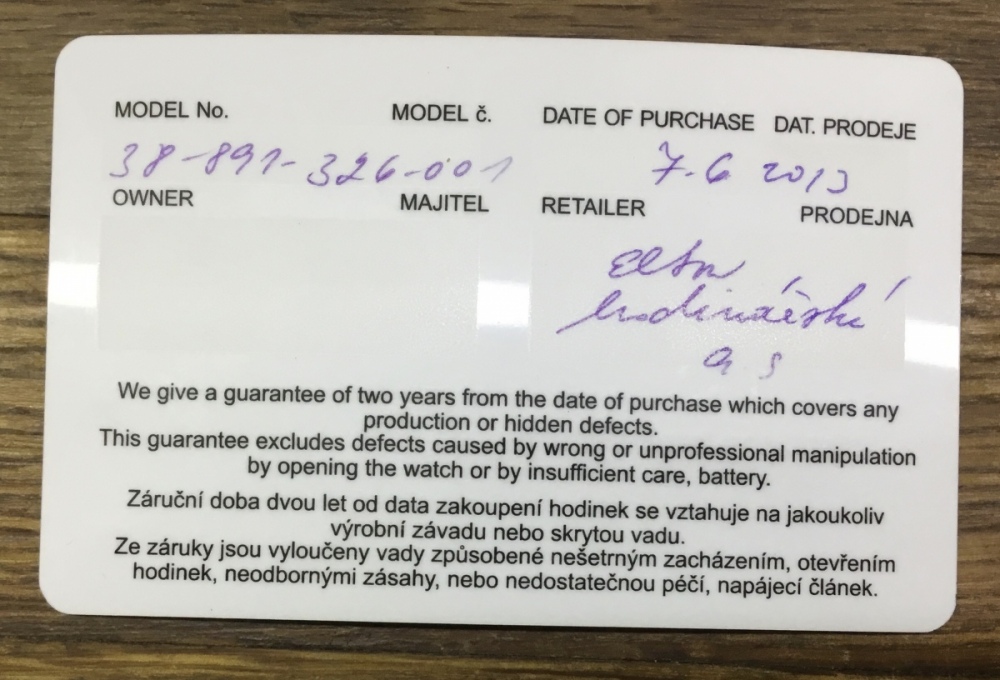 MODEL No. MODEL č. DATE OF PURCHASE DAT. PRODEJE
38-891-326-001 7.6 2013
OWNER MAJITEL RETAILER PRODEJNA
Elton
hodinářská
a s
We give a guarantee of two years from the date of purchase which covers any
production or hidden defects.
This guarantee excludes defects caused by wrong or unprofessional manipulation
by opening the watch or by insufficient care, battery.
Záruční doba dvou let od data zakoupení hodinek se vztahuje na jakoukoliv
výrobní závadu nebo skrytou vadu.
Ze záruky jsou vyloučeny vady způsobené nešetrným zacházením, otevřením
hodinek, neodbornými zásahy, nebo nedostatečnou péčí, napájecí článek.